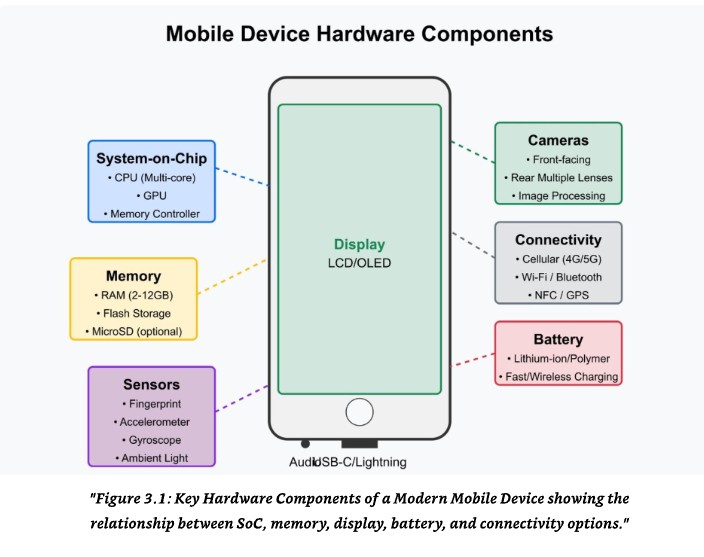 Mobile Device Hardware Components
System-on-Chip
• CPU (Multi-core)
• GPU
• Memory Controller
Memory
• RAM (2-12GB)
• Flash Storage
• MicroSD (optional)
Sensors
• Fingerprint
• Accelerometer
• Gyroscope
• Ambient Light
Display
LCD/OLED
Cameras
• Front-facing
• Rear Multiple Lenses
• Image Processing
Connectivity
• Cellular (4G/5G)
• Wi-Fi / Bluetooth
• NFC / GPS
Battery
• Lithium-ion/Polymer
• Fast/Wireless Charging
Audio
USB-C/Lightning
"Figure 3.1: Key Hardware Components of a Modern Mobile Device showing the
relationship between SoC, memory, display, battery, and connectivity options."